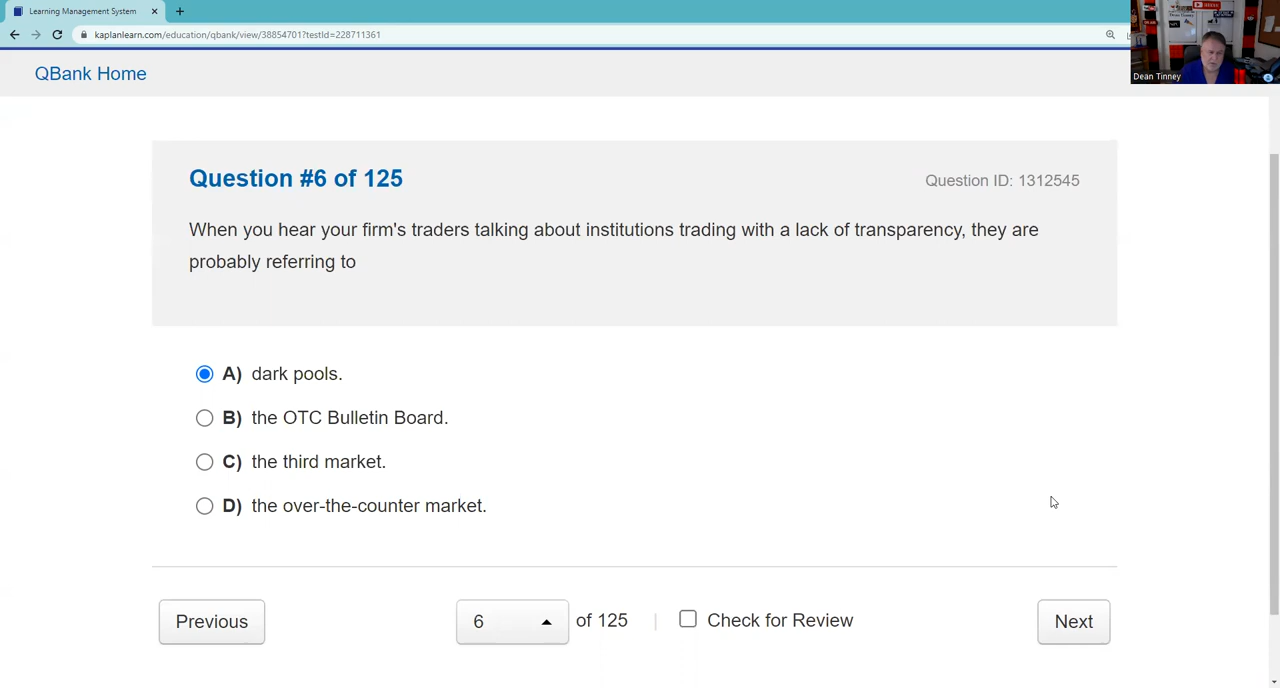 Learning Management System
kaplanlearn.com/education/qbank/view/38854701?testId=228711361
Dean Tinney
QBank Home
Question #6 of 125
Question ID: 1312545
When you hear your firm's traders talking about institutions trading with a lack of transparency, they are
probably referring to
A) dark pools.
B) the OTC Bulletin Board.
C) the third market.
D) the over-the-counter market.
Previous
6
of 125
Check for Review
Next